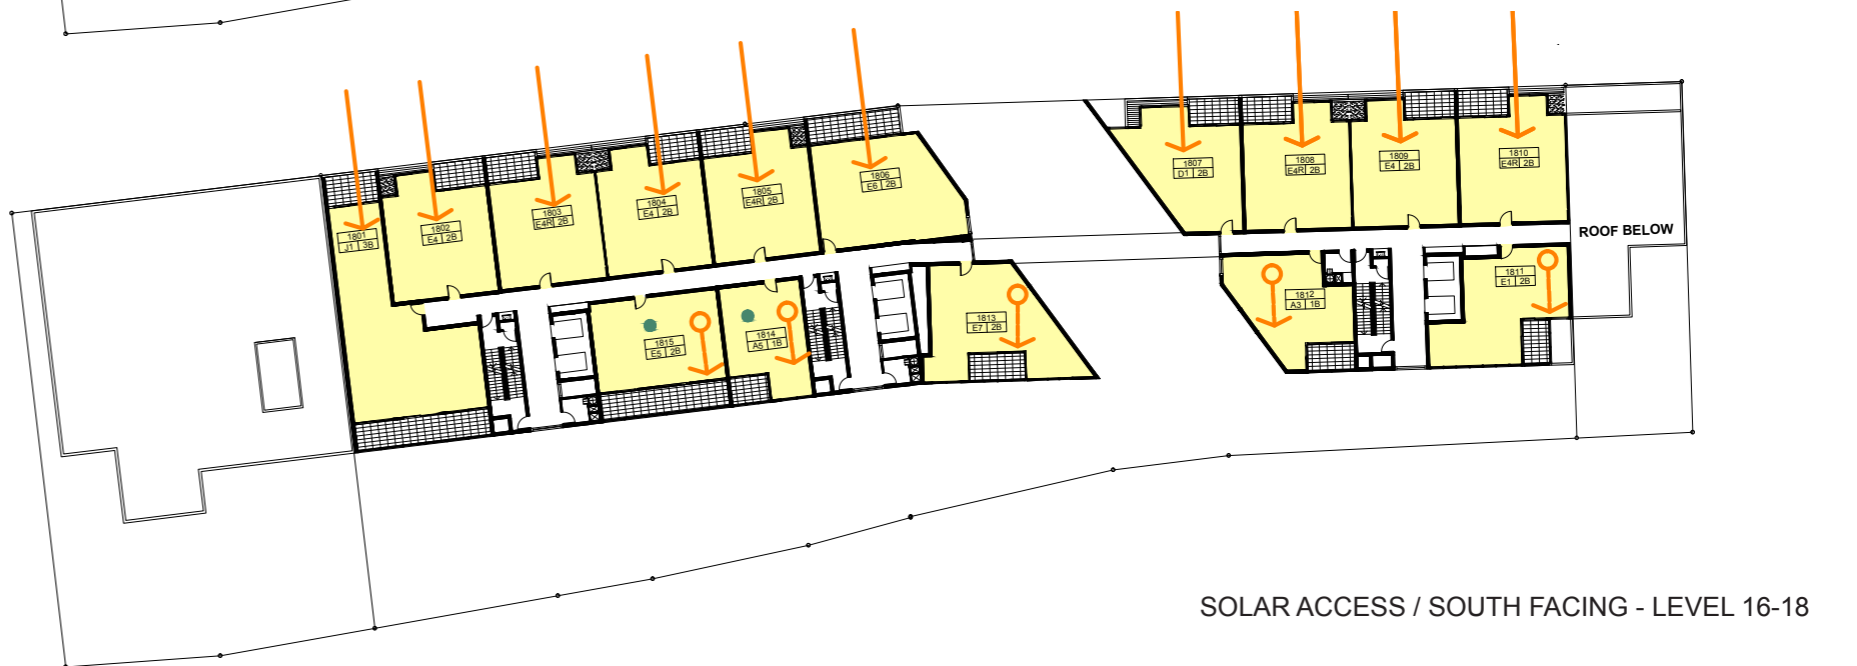 1801
J1 3B
1802
E4 2B
1803
E4R 2B
1804
E4 2B
1805
E4R 2B
1806
E6 2B
1807
D1 2B
1808
E4R 2B
1809
E4 2B
1810
E4R 2B
ROOF BELOW
1811
E1 2B
1812
A3 1B
1813
E7 2B
1814
A5 1B
1815
E5 2B
SOLAR ACCESS / SOUTH FACING - LEVEL 16-18